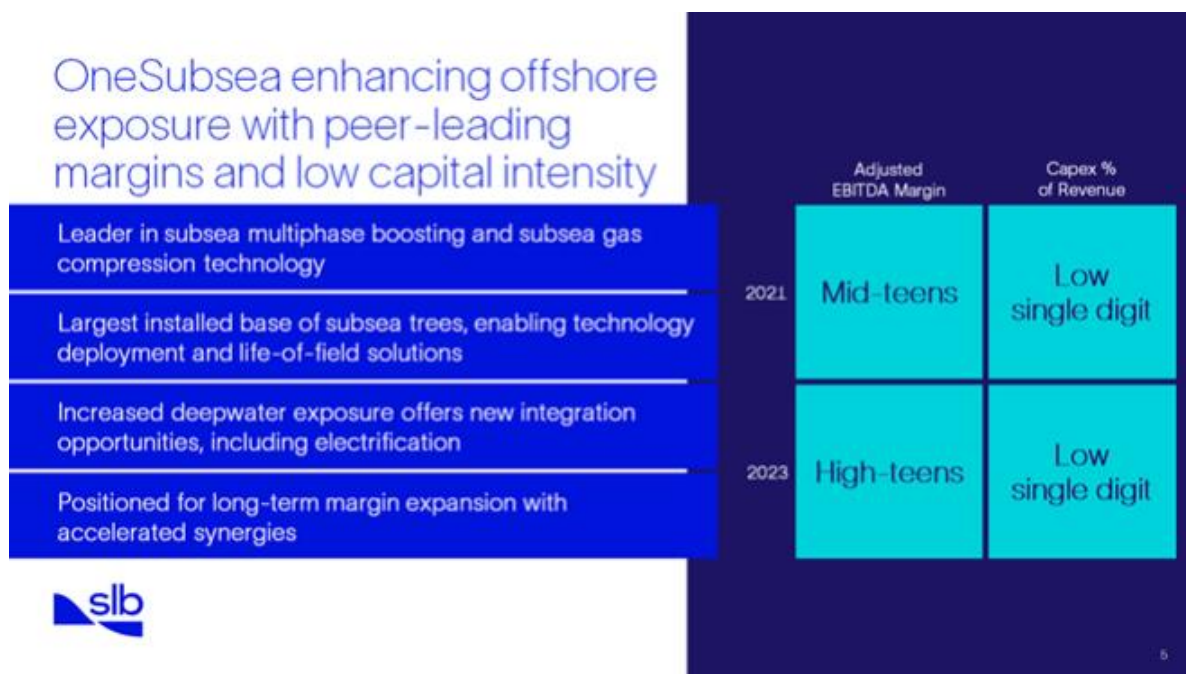 OneSubsea enhancing offshore
exposure with peer-leading
margins and low capital intensity
Leader in subsea multiphase boosting and subsea gas
compression technology
Largest installed base of subsea trees, enabling technology
deployment and life-of-field solutions
Increased deepwater exposure offers new integration
opportunities, including electrification
Positioned for long-term margin expansion with
accelerated synergies
Adjusted
EBITDA Margin
Capex %
of Revenue
2021
Mid-teens
Low
single digit
2023
High-teens
Low
single digit
slb
5